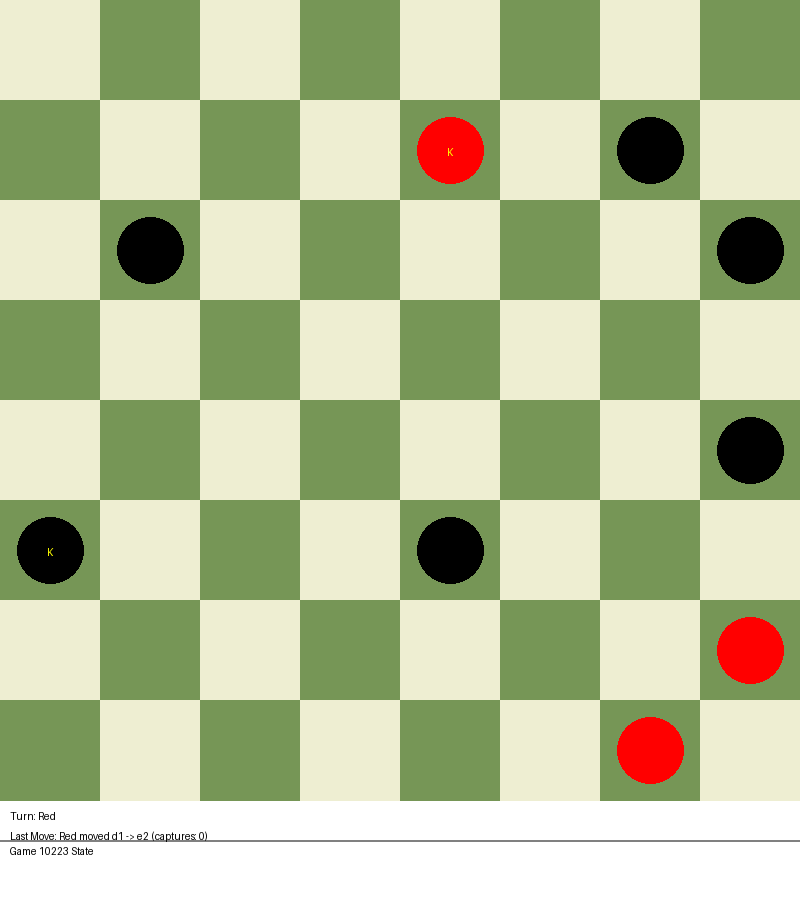 K
K
Turn: Red
Last Move: Red moved d1 -> e2 (captures: 0)
Game 10223 State